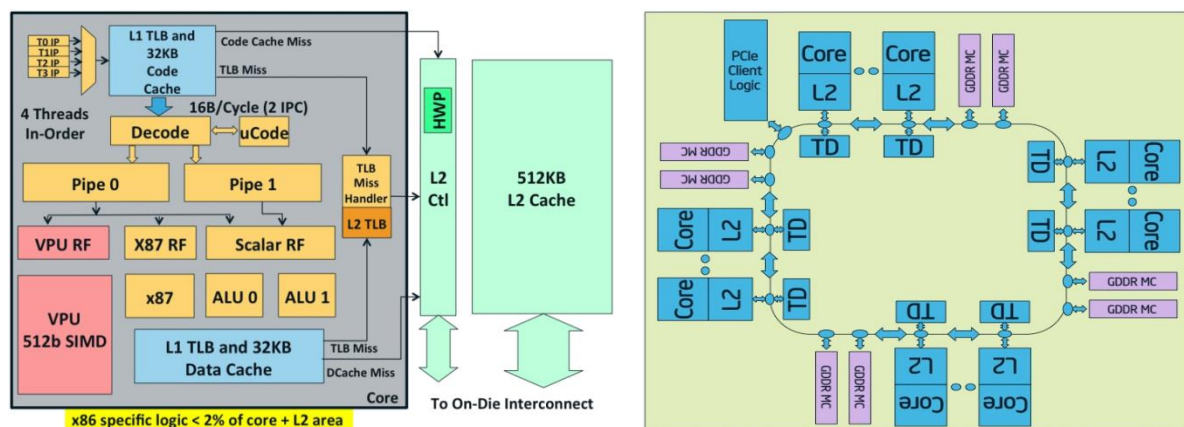 T0 IP
T1IP
T2 IP
T3 IP
L1 TLB and
32KB
Code
Cache
Code Cache Miss
TLB Miss
4 Threads
In-Order
16B/Cycle (2 IPC)
Decode
uCode
Pipe 0
Pipe 1
TLB
Miss
Handler
L2 TLB
HWP
L2
Ctl
512KB
L2 Cache
VPU RF
X87 RF
Scalar RF
VPU
512b SIMD
x87
ALU 0
ALU 1
L1 TLB and 32KB
Data Cache
TLB Miss
DCache Miss
Core
To On-Die Interconnect
x86 specific logic < 2% of core + L2 area
PCIe
Client
Logic
Core
L2
Core
L2
GDDR MC
GDDR MC
TD
TD
GDDR MC
GDDR MC
TD
L2
Core
TD
L2
Core
Core
L2
TD
Core
L2
TD
GDDR MC
GDDR MC
TD
TD
GDDR MC
GDDR MC
L2
Core
L2
Core